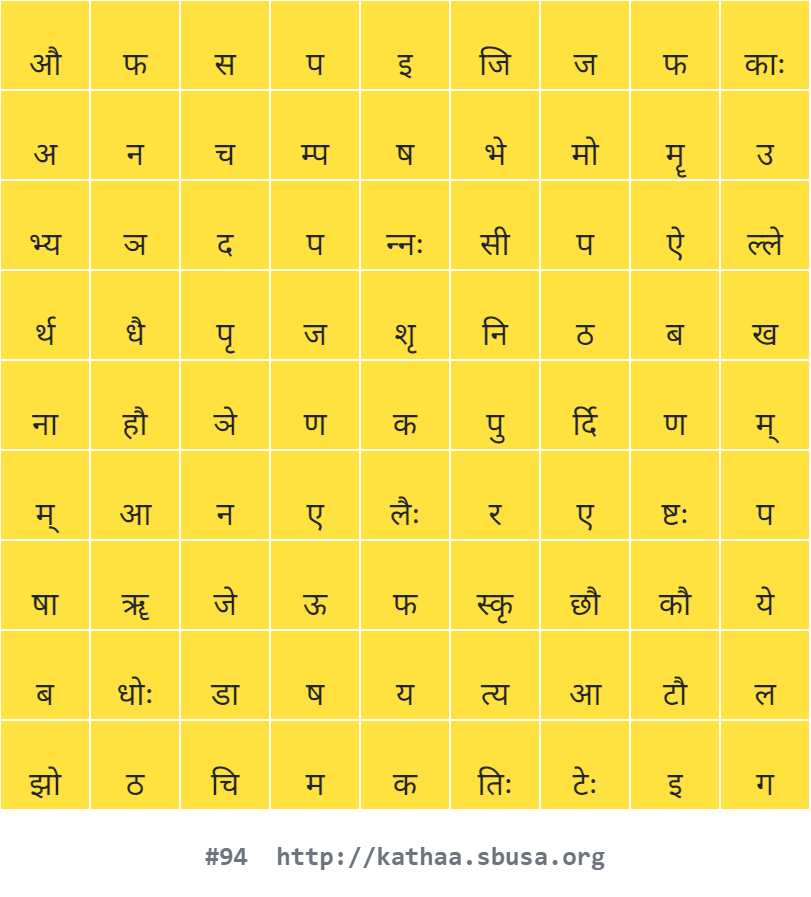 औ फ स प इ जि ज फ काः
अ न च म्प ष भे मो मॄ उ
भ्य ञ द प न्नः सी प ऐ ल्ले
र्थ धै पृ ज शृ नि ठ ब ख
ना हौ ञे ण क पु र्दि ण म्
म् आ न ए लैः र ए ष्टः प
षा ॠ जे ऊ फ स्कृ छौ कौ ये
ब धोः डा ष य त्य आ टौ ल
झो ठ चि म क तिः टेः इ ग
#94 http://kathaa.sbusa.org